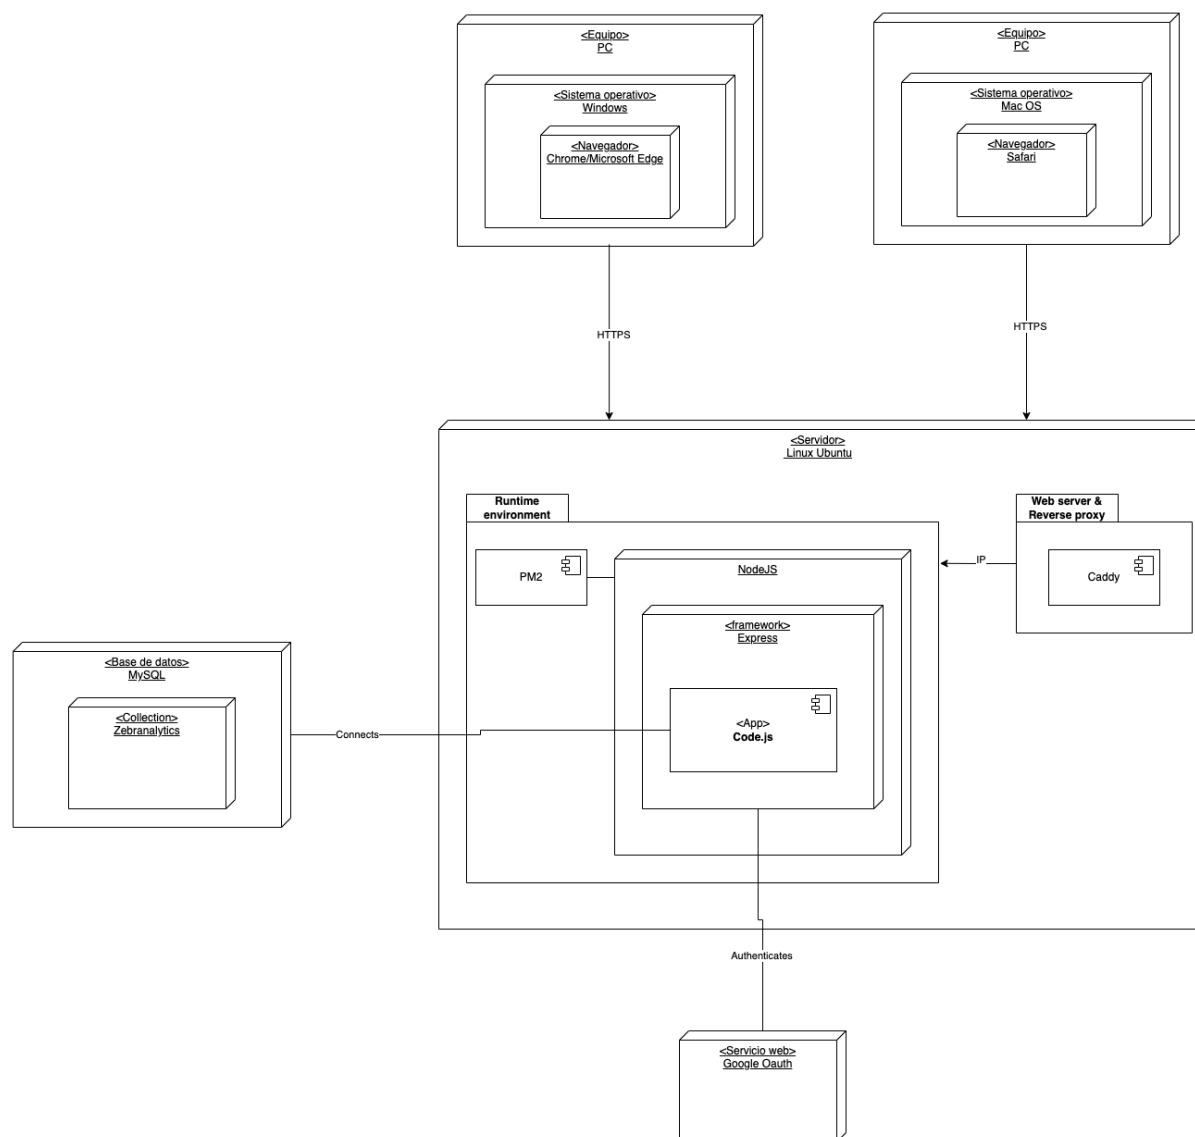 <Equipo>
PC
<Sistema operativo>
Windows
<Navegador>
Chrome/Microsoft Edge
<Equipo>
PC
<Sistema operativo>
Mac OS
<Navegador>
Safari
HTTPS
HTTPS
<Servidor>
Linux Ubuntu
Runtime
environment
Web server &
Reverse proxy
PM2
NodeJS
IP
Caddy
<framework>
Express
<App>
Code.js
<Base de datos>
MySQL
<Collection>
Zebranalytics
Connects
Authenticates
<Servicio web>
Google Oauth